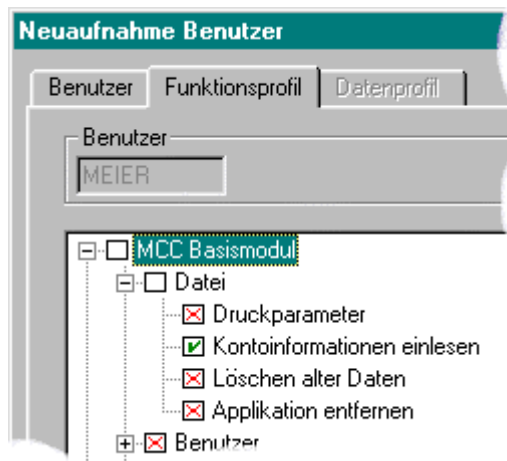 Neuaufnahme Benutzer
Benutzer Funktionsprofil Datenprofil
Benutzer
MEIER
MCC Basismodul
Datei
Druckparameter
Kontoinformationen einlesen
Löschen alter Daten
Applikation entfernen
Benutzer